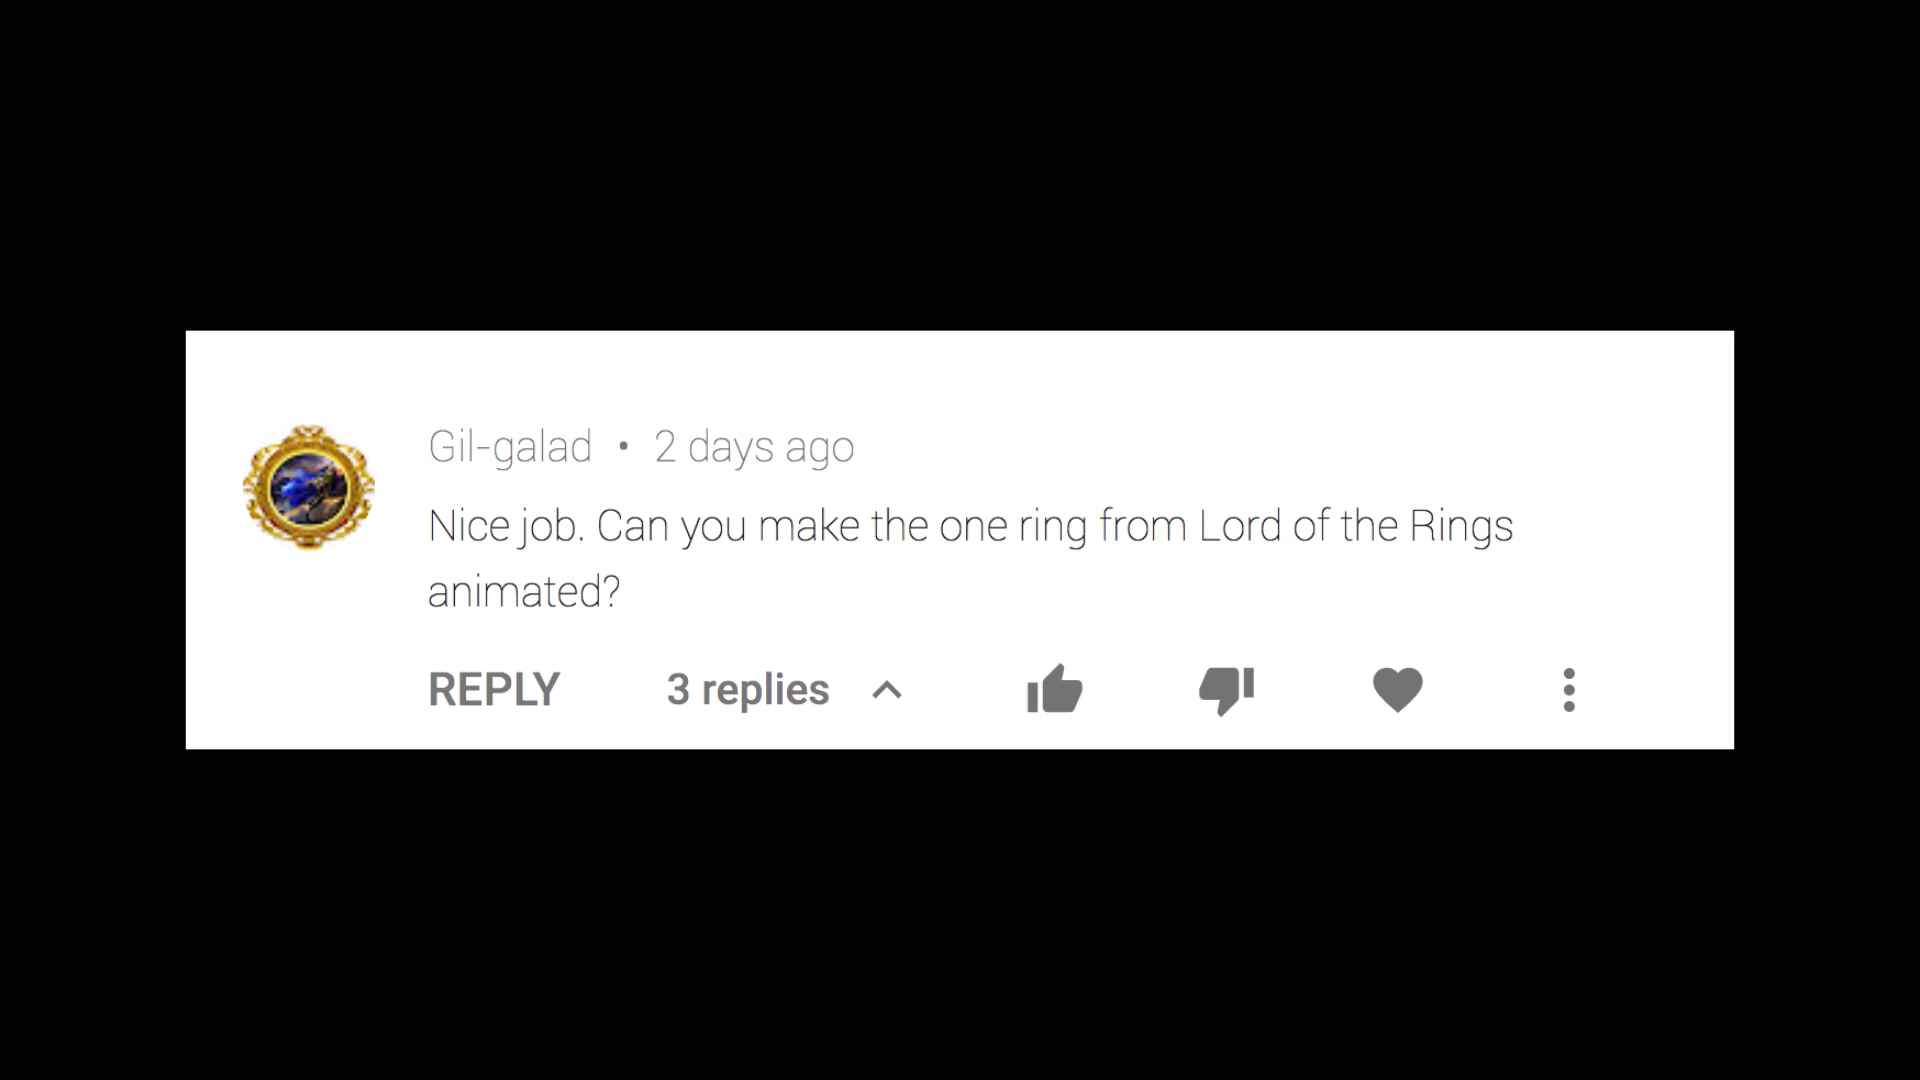 Gil-galad • 2 days ago
Nice job. Can you make the one ring from Lord of the Rings
animated?
REPLY 3 replies